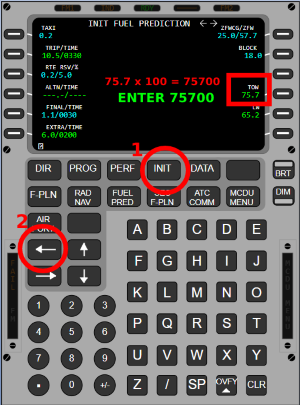 INIT FUEL PREDICTION ← →
TAXI ZFWCG/ZFW
0.2 25.0/57.7
TRIP/TIME BLOCK
10.5/0330 18.0
RTE RSV/%
0.2/5.0
75.7 x 100 = 75700
ALTN/TIME TOW
---.-/---- 75.7
ENTER 75700
FINAL/TIME LW
1.1/0030 65.2
EXTRA/TIME
6.0/0200
1
DIR PROG PERF INIT DATA
BRT
F-PLN RAD NAV FUEL PRED F-PLN ATC COMM MCDU MENU
DIM
2
AIR
← ↑
→ ↓
A B C D E
F G H I J
K L M N O
P Q R S T
U V W X Y
Z / SP OVFY CLR
1 2 3
4 5 6
7 8 9
. 0 +/-